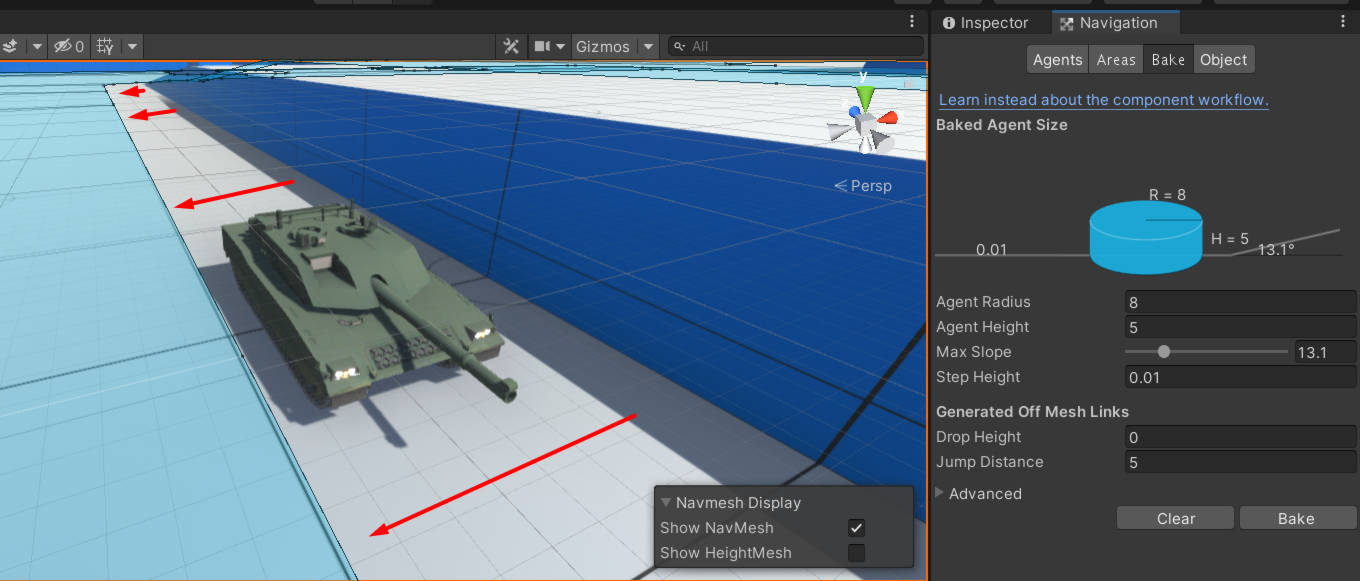 0
Gizmos
All
Inspector
Navigation
Agents
Areas
Bake
Object
Learn instead about the component workflow.
Baked Agent Size
y
Persp
R = 8
0.01
H = 5
13.1°
Agent Radius 8
Agent Height 5
Max Slope 13.1
Step Height 0.01
Generated Off Mesh Links
Drop Height 0
Jump Distance 5
Advanced
Clear
Bake
Navmesh Display
Show NavMesh
Show HeightMesh